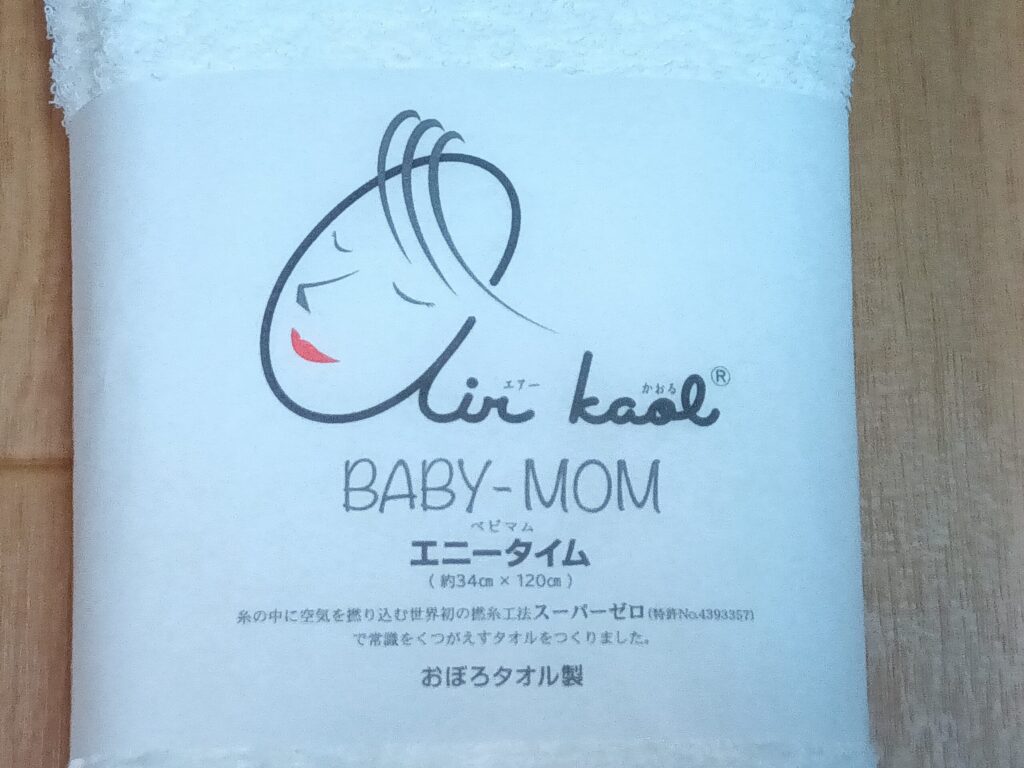 エアー かおる
air kaol®
BABY-MOM
ベビマム
エニータイム
(約34㎝×120㎝)
糸の中に空気を撚り込む世界初の撚糸工法スーパーゼロ(特許No.4393357)
で常識をくつがえすタオルをつくりました。
おぼろタオル製